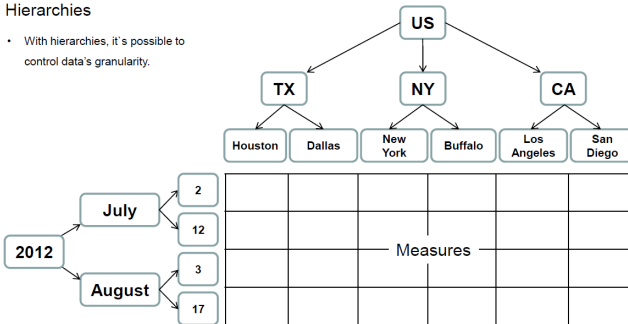 Hierarchies
• With hierarchies, it`s possible to
control data's granularity.
US
TX
NY
CA
Houston
Dallas
New
York
Buffalo
Los
Angeles
San
Diego
2012
July
August
2
12
3
17
Measures